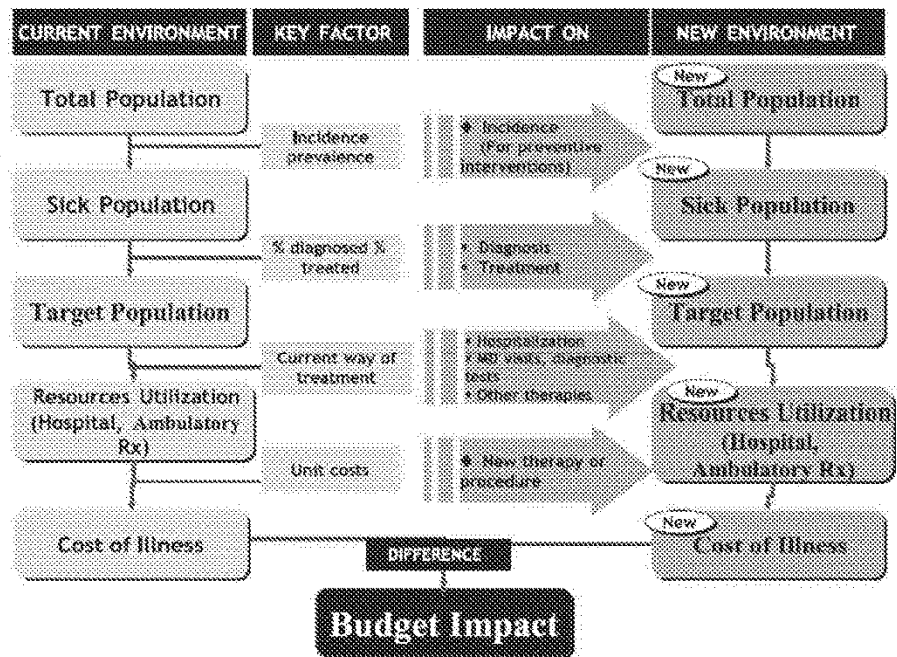 CURRENT ENVIRONMENT
KEY FACTOR
IMPACT ON
NEW ENVIRONMENT
Total Population
Incidence
prevalence
Incidence
(For preventive
interventions)
New
Total Population
Sick Population
% diagnosed %
treated
• Diagnosis
• Treatment
New
Sick Population
Target Population
Current way of
treatment
• Hospitalization
• MD visits, diagnostic
tests
• Other therapies
New
Target Population
Resources Utilization
(Hospital, Ambulatory
Rx)
Unit costs
New therapy or
procedure
New
Resources Utilization
(Hospital,
Ambulatory Rx)
Cost of Illness
New
Cost of Illness
DIFFERENCE
Budget Impact